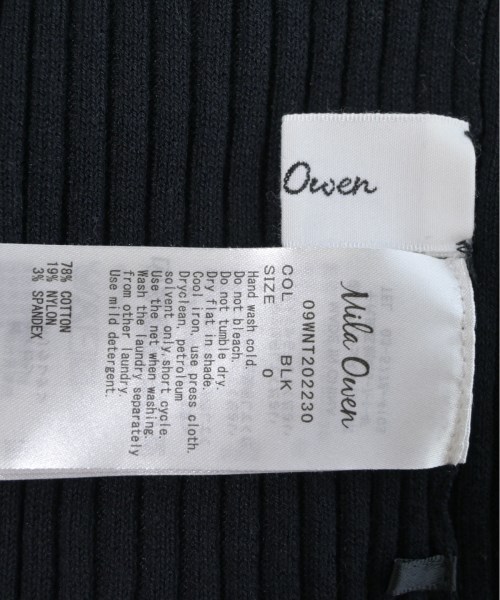 Owen
Mila Owen
09WNT202230
COL BLK
SIZE 0
Hand wash cold.
Do not bleach.
Do not tumble dry.
Dry flat in shade.
Cool iron, use press cloth.
Dryclean, petroleum
solvent only,short cycle.
Use the net when washing.
Wash the laundry separately
from other laundry.
Use mild detergent.
78% COTTON
19% NYLON
3% SPANDEX